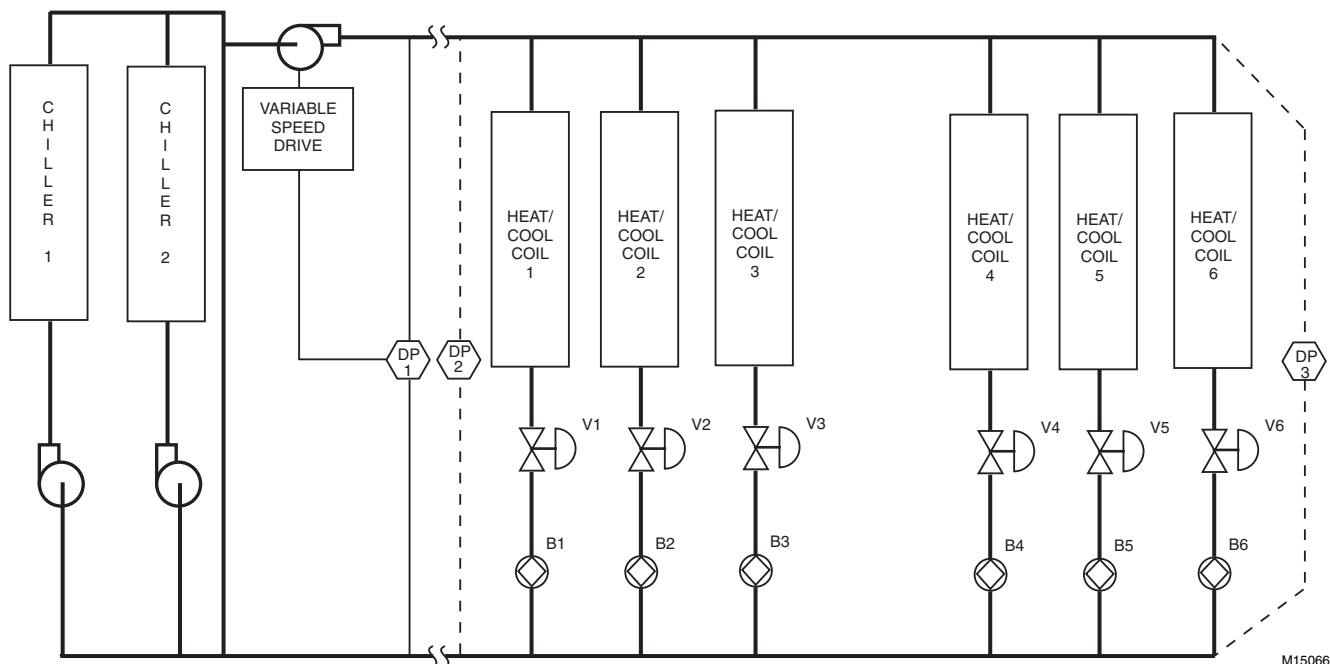 CHILLER 1
CHILLER 2
VARIABLE
SPEED
DRIVE
HEAT/
COOL
COIL
1
HEAT/
COOL
COIL
2
HEAT/
COOL
COIL
3
HEAT/
COOL
COIL
4
HEAT/
COOL
COIL
5
HEAT/
COOL
COIL
6
DP
1
DP
2
DP
3
V1
V2
V3
V4
V5
V6
B1
B2
B3
B4
B5
B6
M15066